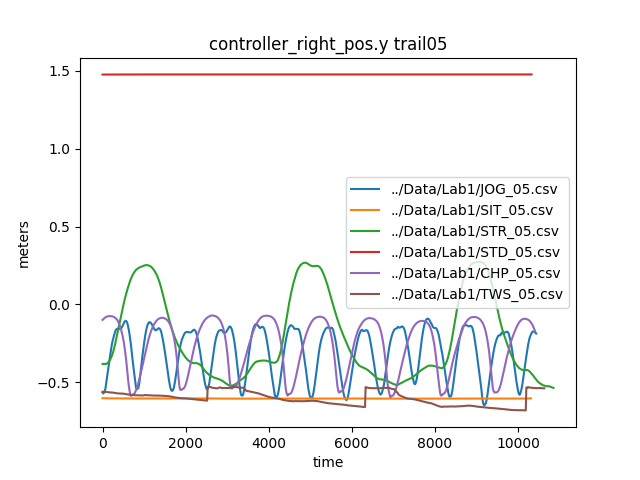 controller_right_pos.y trail05
1.5
1.0
0.5
0.0
−0.5
meters
../Data/Lab1/JOG_05.csv
../Data/Lab1/SIT_05.csv
../Data/Lab1/STR_05.csv
../Data/Lab1/STD_05.csv
../Data/Lab1/CHP_05.csv
../Data/Lab1/TWS_05.csv
0 2000 4000 6000 8000 10000
time